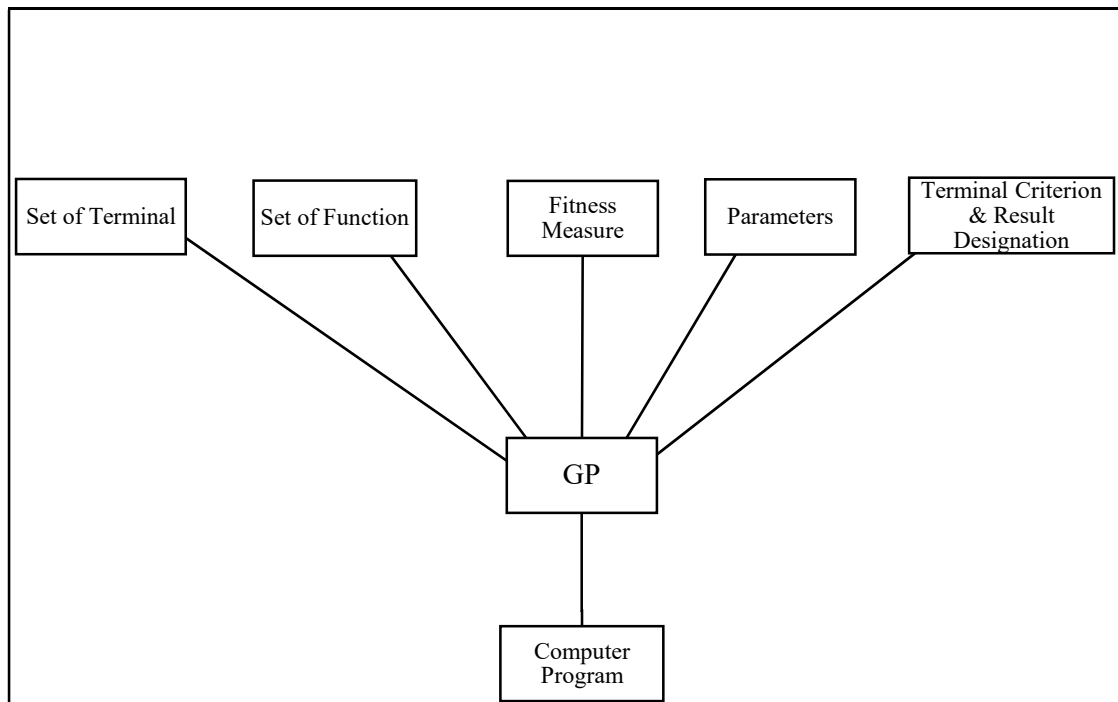 Set of Terminal
Set of Function
Fitness
Measure
Parameters
Terminal Criterion
& Result
Designation
GP
Computer
Program